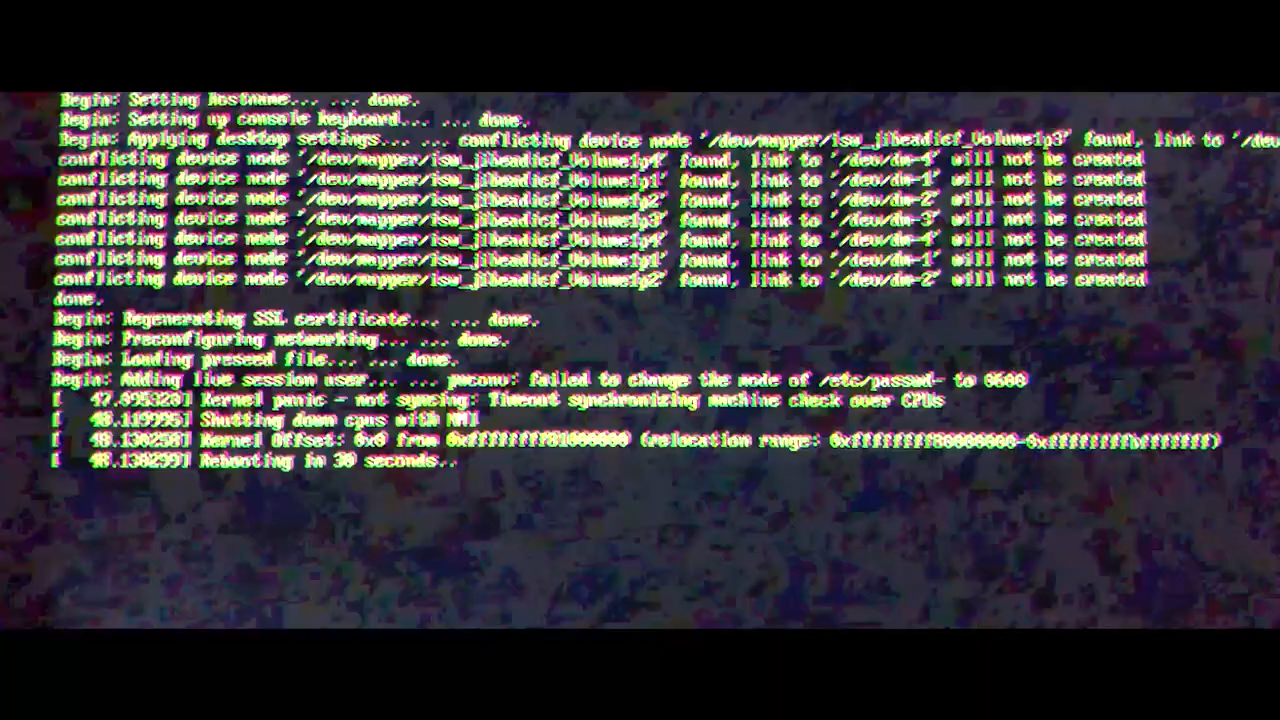 Begin: Setting hostname... ... done.
Begin: Setting up console keyboard... ... done.
Begin: Applying desktop settings... ... conflicting device node '/dev/mapper/isw_jibeadicf_Volume1p3' found, link to '/dev
conflicting device node '/dev/mapper/isw_jibeadicf_Volume1p4' found, link to '/dev/dm-4' will not be created
conflicting device node '/dev/mapper/isw_jibeadicf_Volume1p1' found, link to '/dev/dm-1' will not be created
conflicting device node '/dev/mapper/isw_jibeadicf_Volume1p2' found, link to '/dev/dm-2' will not be created
conflicting device node '/dev/mapper/isw_jibeadicf_Volume1p3' found, link to '/dev/dm-3' will not be created
conflicting device node '/dev/mapper/isw_jibeadicf_Volume1p4' found, link to '/dev/dm-4' will not be created
conflicting device node '/dev/mapper/isw_jibeadicf_Volume1p1' found, link to '/dev/dm-1' will not be created
conflicting device node '/dev/mapper/isw_jibeadicf_Volume1p2' found, link to '/dev/dm-2' will not be created
done.
Begin: Regenerating SSL certificate... ... done.
Begin: Preconfiguring networking... ... done.
Begin: Loading preseed file... ... done.
Begin: Adding live session user... ... pwconv: failed to change the mode of /etc/passwd- to 0600
[   47.095320] Kernel panic - not syncing: Timeout synchronizing machine check over CPUs
[   48.119995] Shutting down cpus with NMI
[   48.130250] Kernel Offset: 0x0 from 0xffffffff81000000 (relocation range: 0xffffffff80000000-0xffffffffbfffffff)
[   48.130299] Rebooting in 30 seconds..